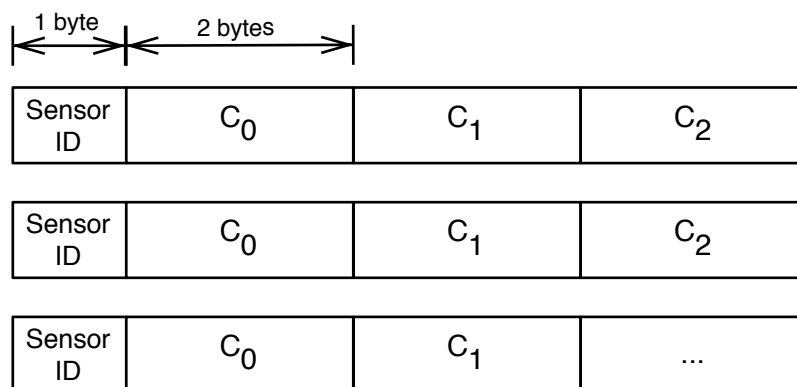 1 byte 2 bytes
Sensor ID C0 C1 C2
Sensor ID C0 C1 C2
Sensor ID C0 C1 ...